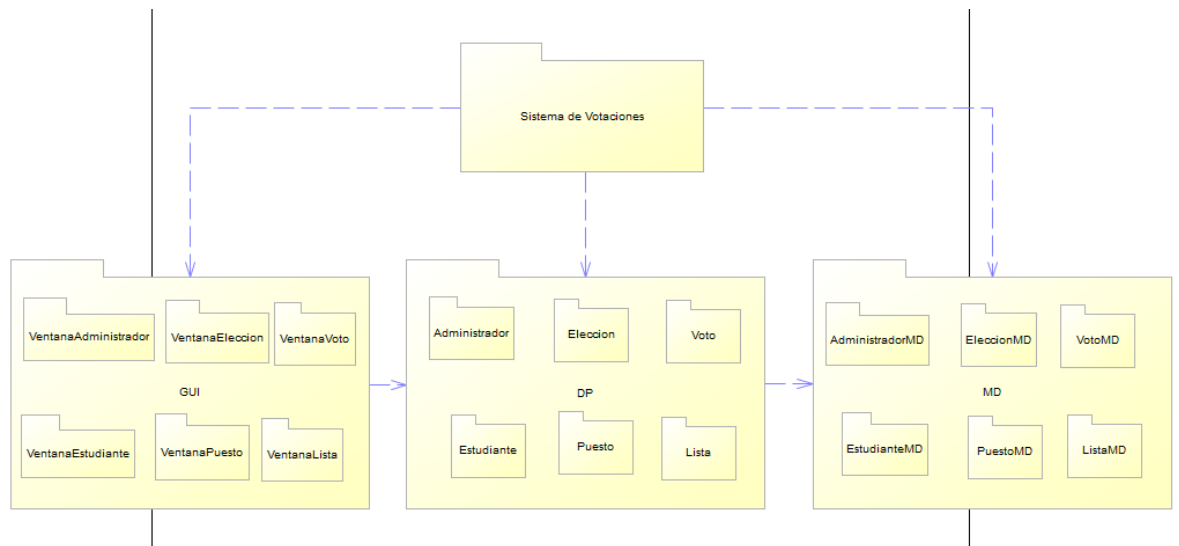 Sistema de Votaciones
VentanaAdministrador
VentanaEleccion
VentanaVoto
GUI
VentanaEstudiante
VentanaPuesto
VentanaLista
Administrador
Eleccion
Voto
DP
Estudiante
Puesto
Lista
AdministradorMD
EleccionMD
VotoMD
MD
EstudianteMD
PuestoMD
ListaMD